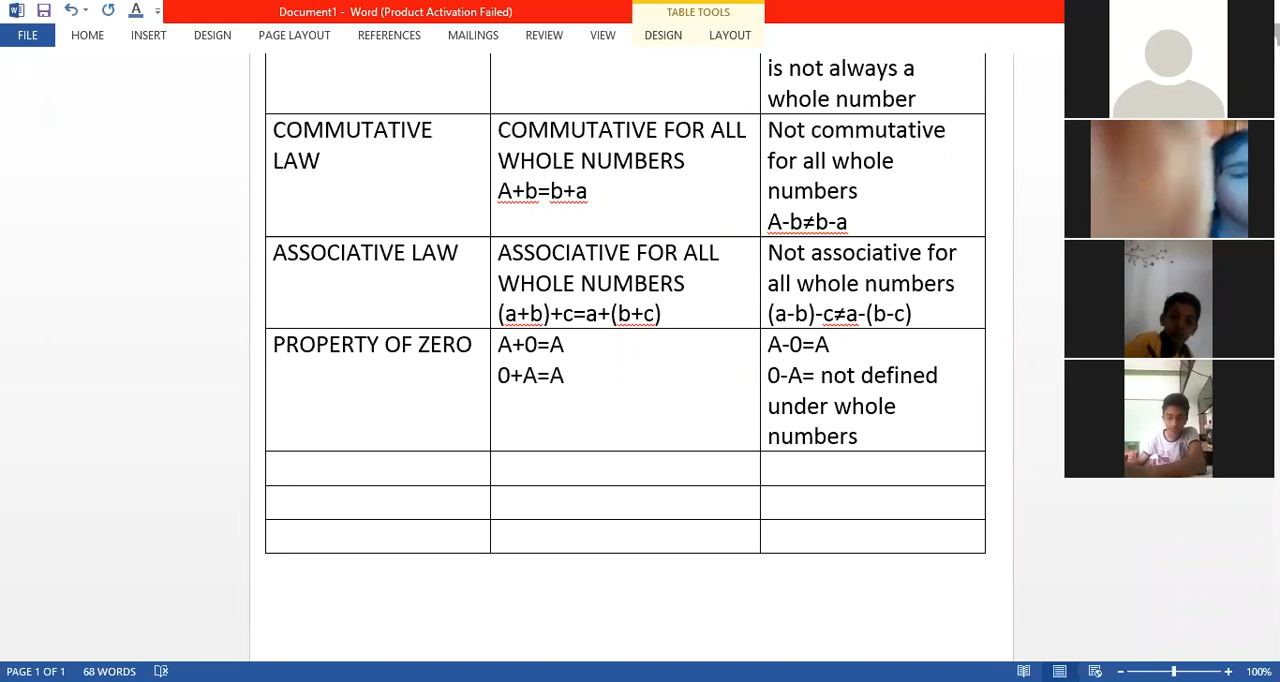 Document1 - Word (Product Activation Failed)
TABLE TOOLS
FILE HOME INSERT DESIGN PAGE LAYOUT REFERENCES MAILINGS REVIEW VIEW DESIGN LAYOUT
is not always a
whole number
COMMUTATIVE
LAW
COMMUTATIVE FOR ALL
WHOLE NUMBERS
A+b=b+a
Not commutative
for all whole
numbers
A-b≠b-a
ASSOCIATIVE LAW
ASSOCIATIVE FOR ALL
WHOLE NUMBERS
(a+b)+c=a+(b+c)
Not associative for
all whole numbers
(a-b)-c≠a-(b-c)
PROPERTY OF ZERO
A+0=A
0+A=A
A-0=A
0-A= not defined
under whole
numbers
PAGE 1 OF 1 68 WORDS 100%